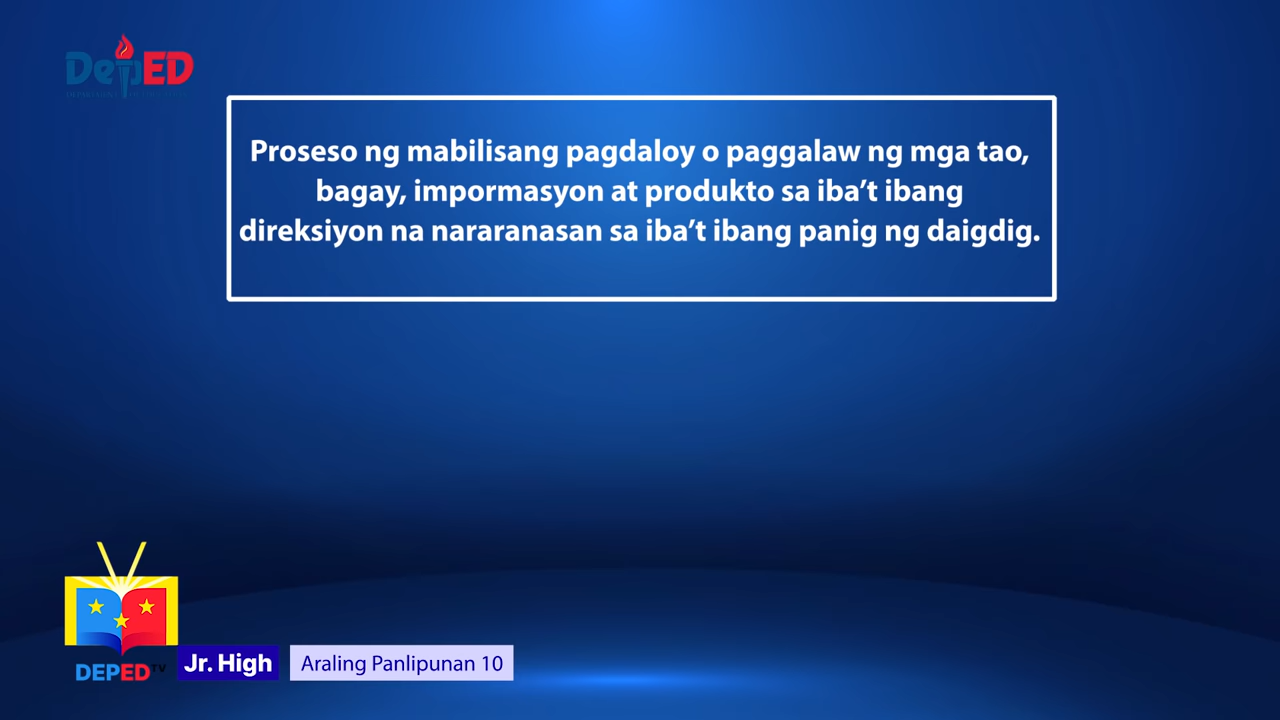 DepED
Proseso ng mabilisang pagdaloy o paggalaw ng mga tao,
bagay, impormasyon at produkto sa iba’t ibang
direksiyon na nararanasan sa iba’t ibang panig ng daigdig.
DEPED TV
Jr. High
Araling Panlipunan 10